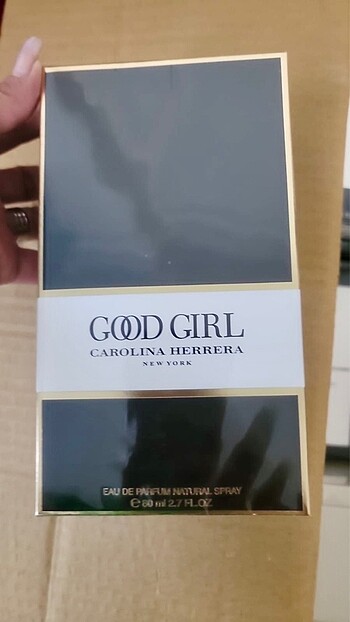 GOOD GIRL
CAROLINA HERRERA
NEW YORK
EAU DE PARFUM NATURAL SPRAY
℮ 80 ml 2.7 FL.OZ